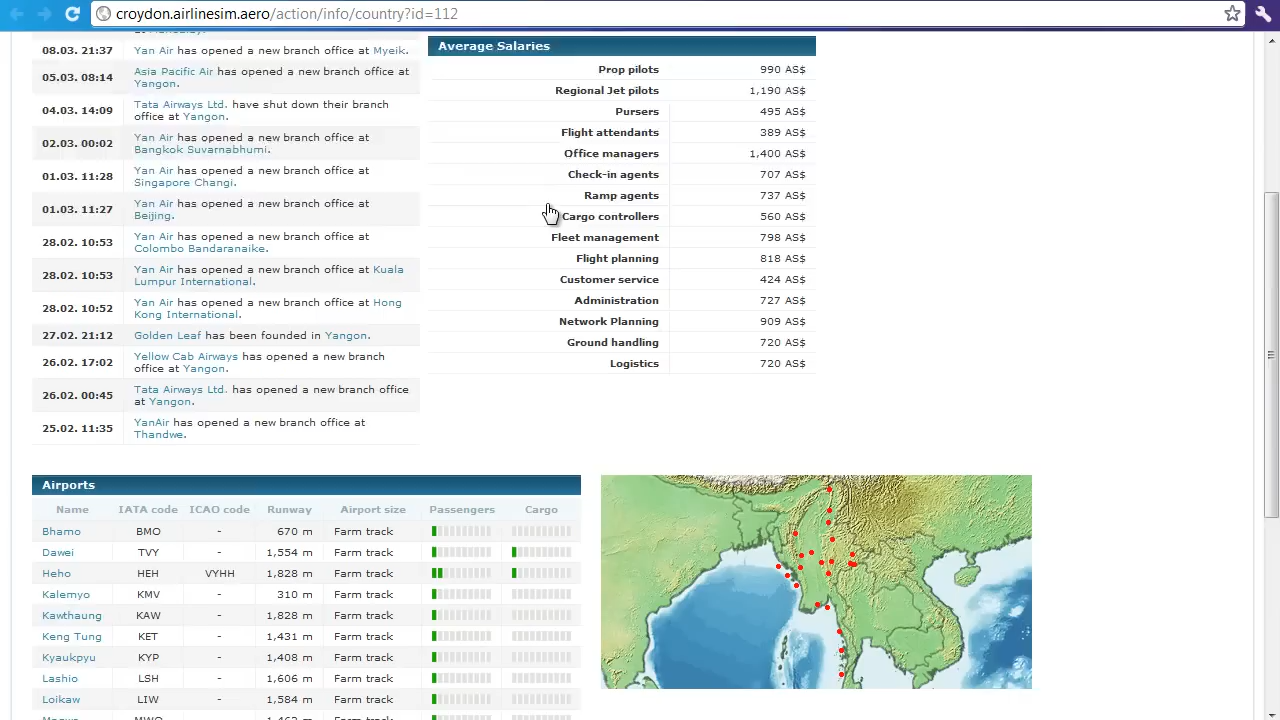 croydon.airlinesim.aero/action/info/country?id=112
08.03. 21:37 Yan Air has opened a new branch office at Myeik.
05.03. 08:14 Asia Pacific Air has opened a new branch office at
Yangon.
04.03. 14:09 Tata Airways Ltd. have shut down their branch
office at Yangon.
02.03. 00:02 Yan Air has opened a new branch office at
Bangkok Suvarnabhumi.
01.03. 11:28 Yan Air has opened a new branch office at
Singapore Changi.
01.03. 11:27 Yan Air has opened a new branch office at
Beijing.
28.02. 10:53 Yan Air has opened a new branch office at
Colombo Bandaranaike.
28.02. 10:53 Yan Air has opened a new branch office at Kuala
Lumpur International.
28.02. 10:52 Yan Air has opened a new branch office at Hong
Kong International.
27.02. 21:12 Golden Leaf has been founded in Yangon.
26.02. 17:02 Yellow Cab Airways has opened a new branch
office at Yangon.
26.02. 00:45 Tata Airways Ltd. has opened a new branch office
at Yangon.
25.02. 11:35 YanAir has opened a new branch office at
Thandwe.
Average Salaries
Prop pilots 990 AS$
Regional Jet pilots 1,190 AS$
Pursers 495 AS$
Flight attendants 389 AS$
Office managers 1,400 AS$
Check-in agents 707 AS$
Ramp agents 737 AS$
Cargo controllers 560 AS$
Fleet management 798 AS$
Flight planning 818 AS$
Customer service 424 AS$
Administration 727 AS$
Network Planning 909 AS$
Ground handling 720 AS$
Logistics 720 AS$
Airports
Name IATA code ICAO code Runway Airport size Passengers Cargo
Bhamo BMO - 670 m Farm track
Dawei TVY - 1,554 m Farm track
Heho HEH VYHH 1,828 m Farm track
Kalemyo KMV - 310 m Farm track
Kawthaung KAW - 1,828 m Farm track
Keng Tung KET - 1,431 m Farm track
Kyaukpyu KYP - 1,408 m Farm track
Lashio LSH - 1,606 m Farm track
Loikaw LIW - 1,584 m Farm track